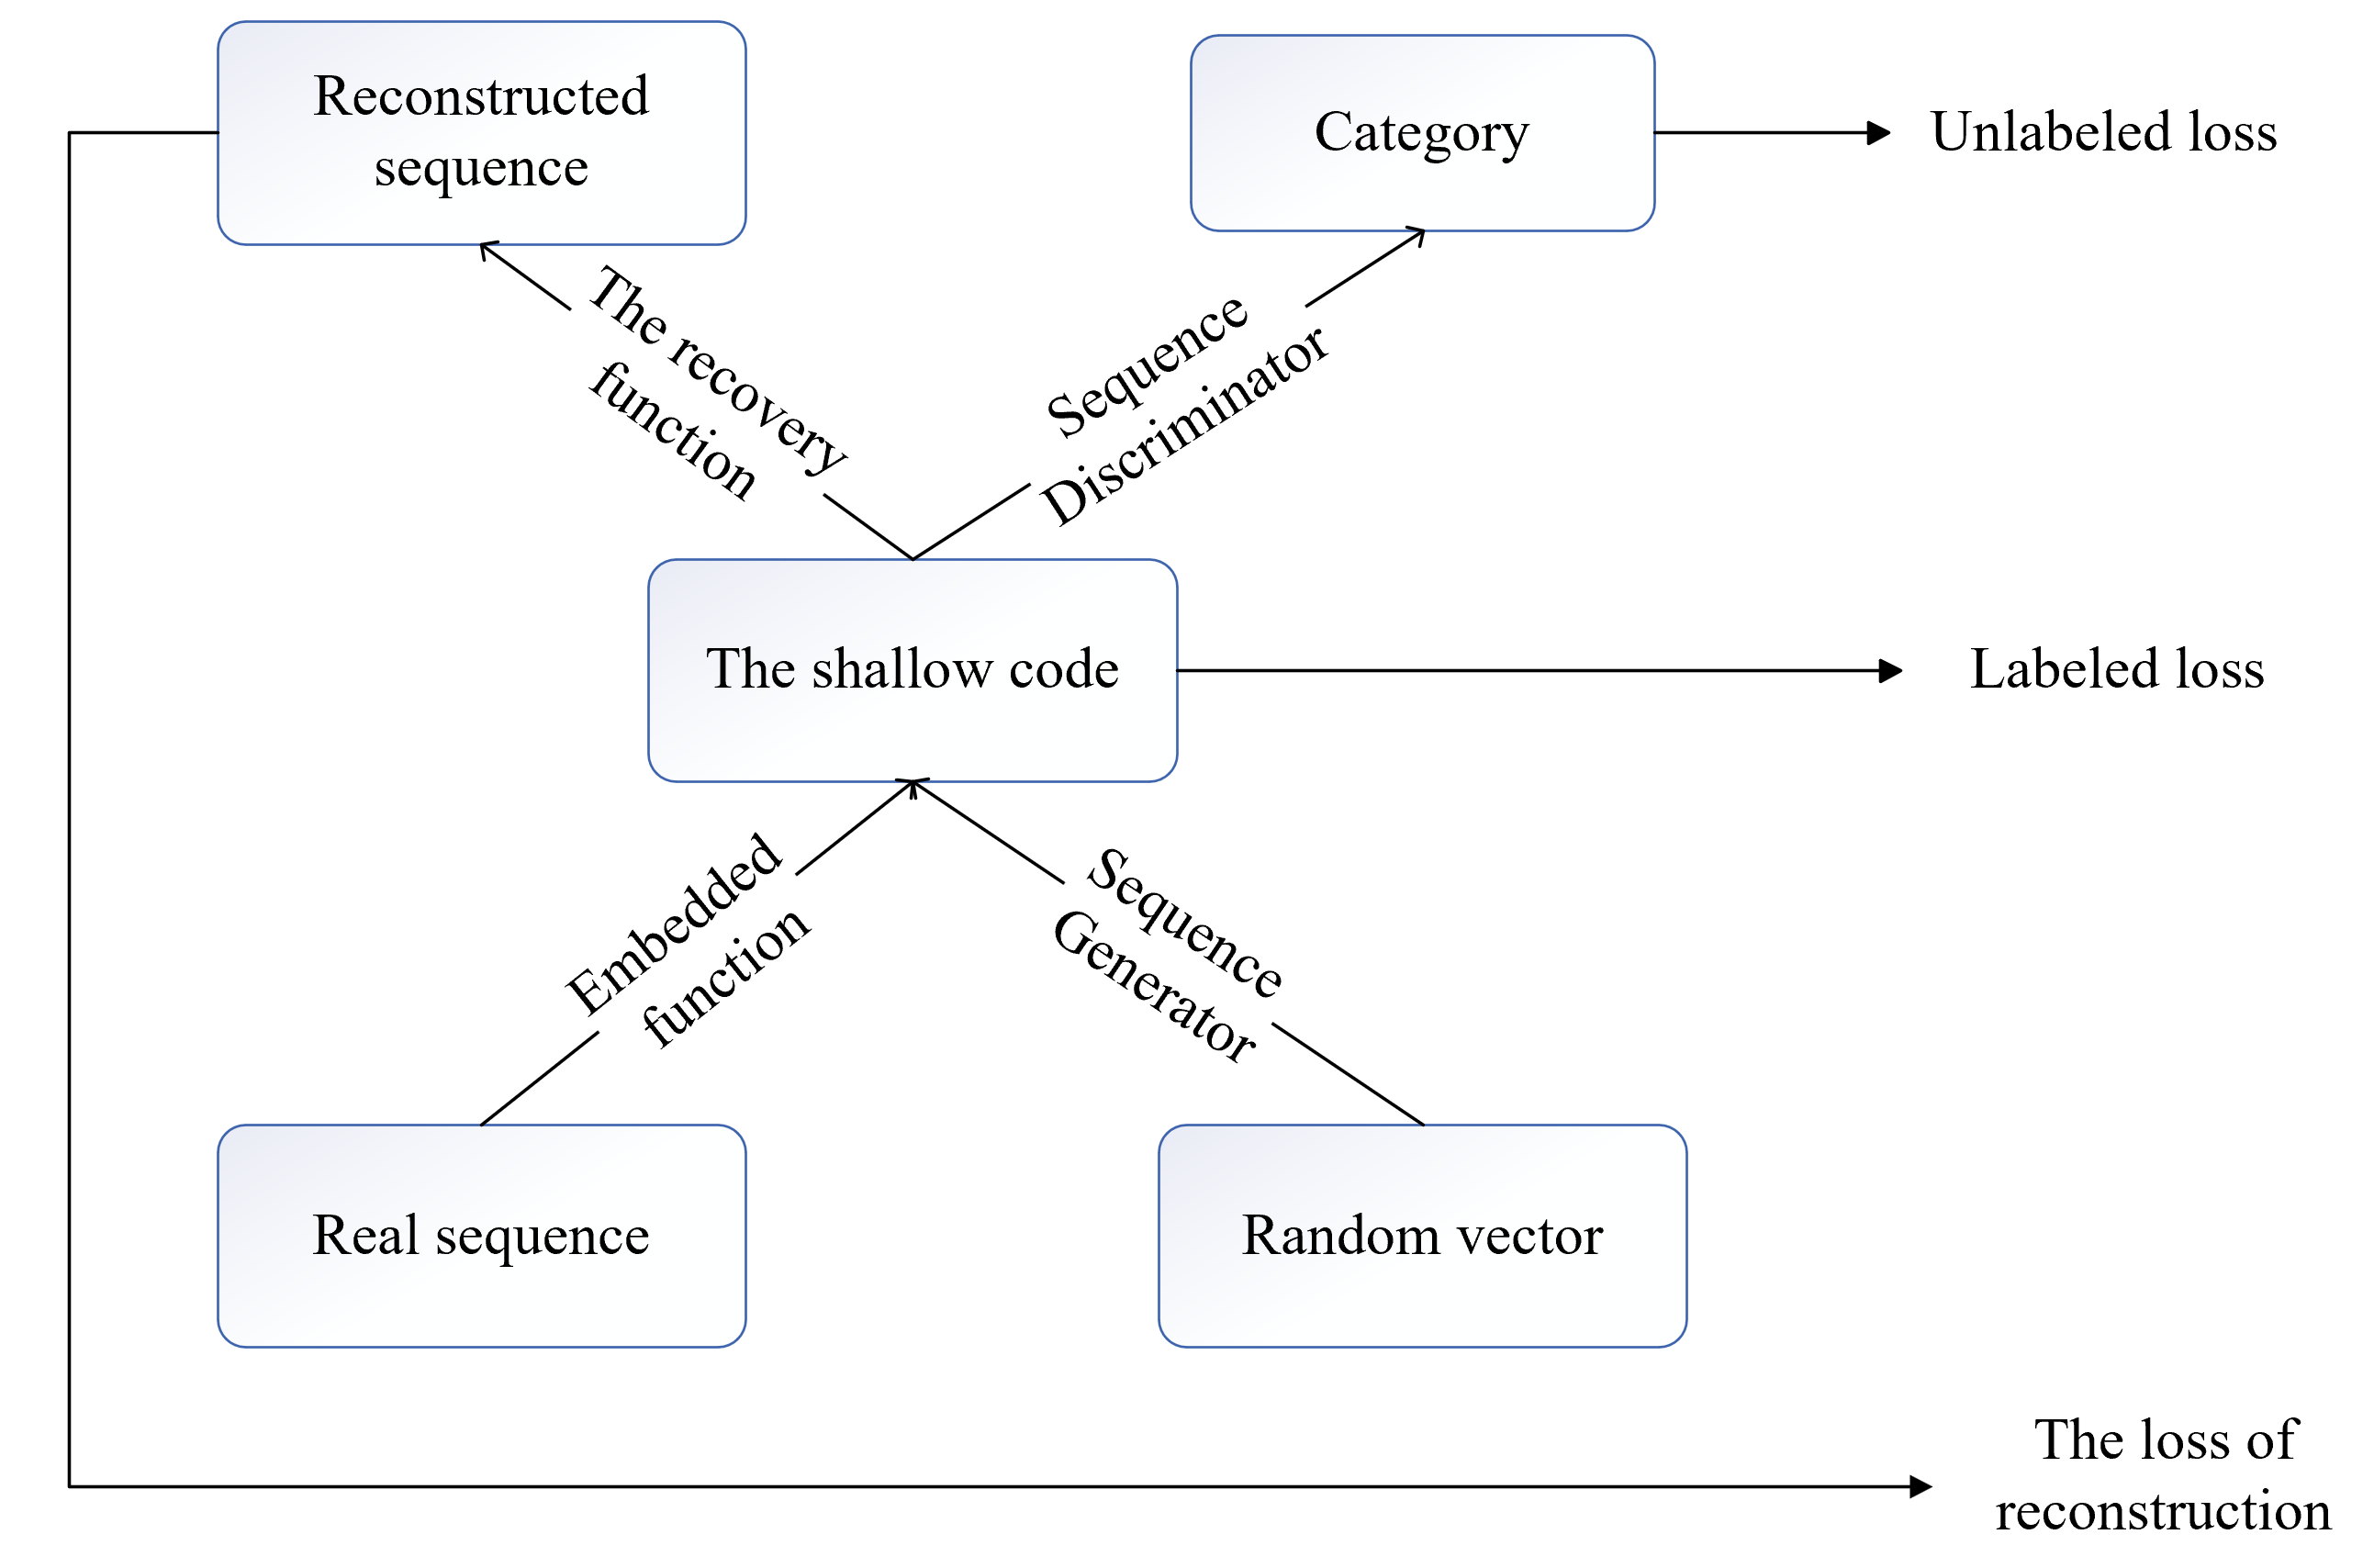 Reconstructed
sequence
Category
Unlabeled loss
The recovery
function
Sequence
Discriminator
The shallow code
Labeled loss
Embedded
function
Sequence
Generator
Real sequence
Random vector
The loss of
reconstruction